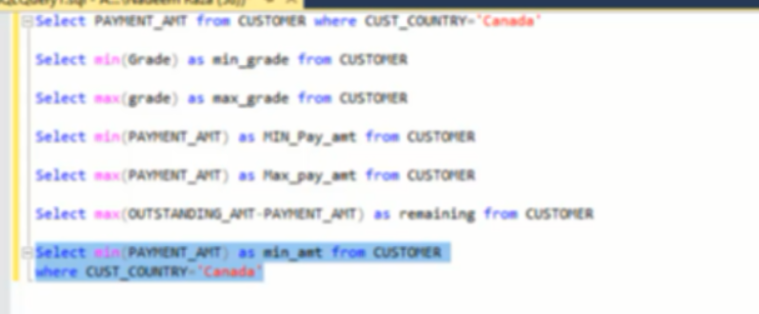 Select PAYMENT_AMT from CUSTOMER where CUST_COUNTRY='Canada'
Select min(Grade) as min_grade from CUSTOMER
Select max(grade) as max_grade from CUSTOMER
Select min(PAYMENT_AMT) as MIN_Pay_amt from CUSTOMER
Select max(PAYMENT_AMT) as Max_pay_amt from CUSTOMER
Select max(OUTSTANDING_AMT-PAYMENT_AMT) as remaining from CUSTOMER
Select min(PAYMENT_AMT) as min_amt from CUSTOMER
where CUST_COUNTRY='Canada'